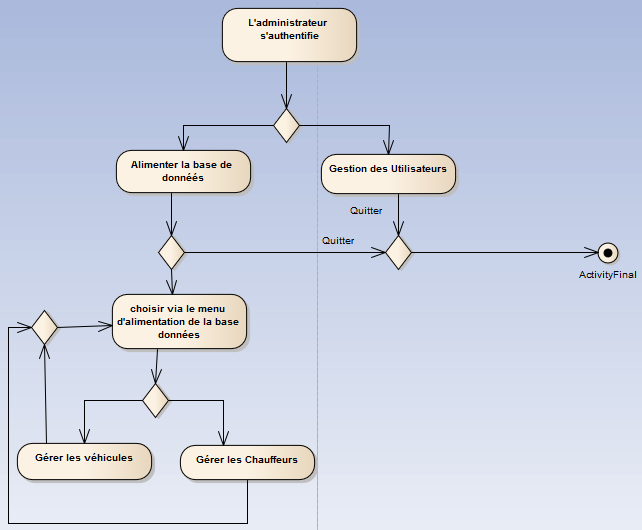 L'administrateur
s'authentifie
Alimenter la base de
donnéés
Gestion des Utilisateurs
Quitter
Quitter
ActivityFinal
choisir via le menu
d'alimentation de la base
données
Gérer les véhicules
Gérer les Chauffeurs